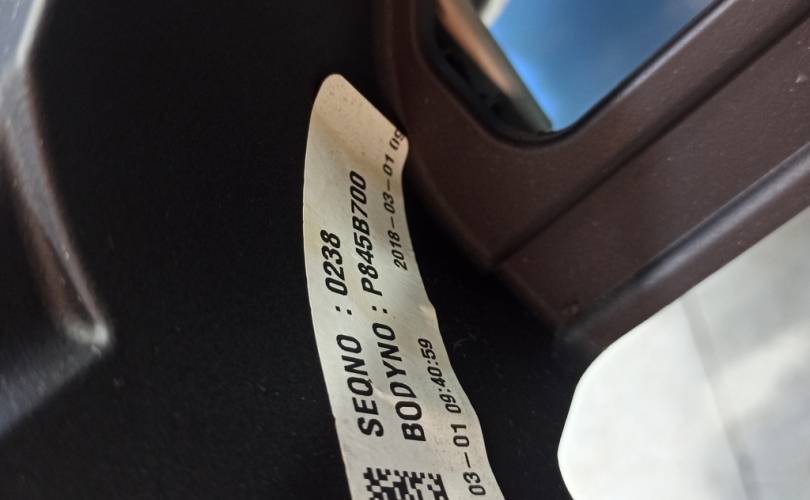 SEQNO : 0238
BODYNO : P845B700
2018-03-01 09
03-01 09:40:59